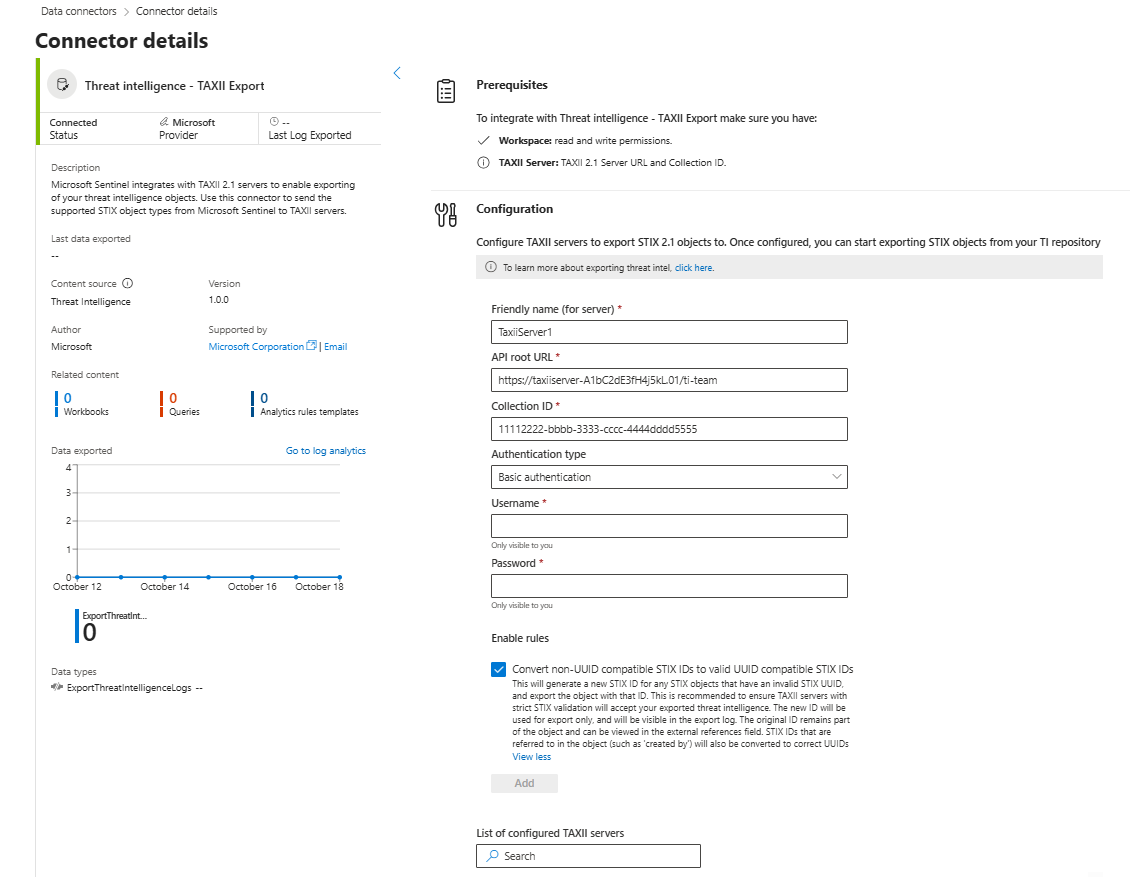 Data connectors > Connector details
Connector details
Threat intelligence - TAXII Export
Connected
Status
Microsoft
Provider
--
Last Log Exported
Description
Microsoft Sentinel integrates with TAXII 2.1 servers to enable exporting
of your threat intelligence objects. Use this connector to send the
supported STIX object types from Microsoft Sentinel to TAXII servers.
Last data exported
--
Content source
Threat Intelligence
Version
1.0.0
Author
Microsoft
Supported by
Microsoft Corporation | Email
Related content
0
Workbooks
0
Queries
0
Analytics rules templates
Data exported
Go to log analytics
4
3
2
1
0
October 12 October 14 October 16 October 18
ExportThreatInt...
0
Data types
ExportThreatIntelligenceLogs --
Prerequisites
To integrate with Threat intelligence - TAXII Export make sure you have:
Workspace: read and write permissions.
TAXII Server: TAXII 2.1 Server URL and Collection ID.
Configuration
Configure TAXII servers to export STIX 2.1 objects to. Once configured, you can start exporting STIX objects from your TI repository
To learn more about exporting threat intel, click here.
Friendly name (for server) *
TaxiiServer1
API root URL *
https://taxiiserver-A1bC2dE3fH4j5kL.01/ti-team
Collection ID *
11112222-bbbb-3333-cccc-4444dddd5555
Authentication type
Basic authentication
Username *
Only visible to you
Password *
Only visible to you
Enable rules
Convert non-UUID compatible STIX IDs to valid UUID compatible STIX IDs
This will generate a new STIX ID for any STIX objects that have an invalid STIX UUID,
and export the object with that ID. This is recommended to ensure TAXII servers with
strict STIX validation will accept your exported threat intelligence. The new ID will be
used for export only, and will be visible in the export log. The original ID remains part
of the object and can be viewed in the external references field. STIX IDs that are
referred to in the object (such as 'created by') will also be converted to correct UUIDs
View less
Add
List of configured TAXII servers
Search